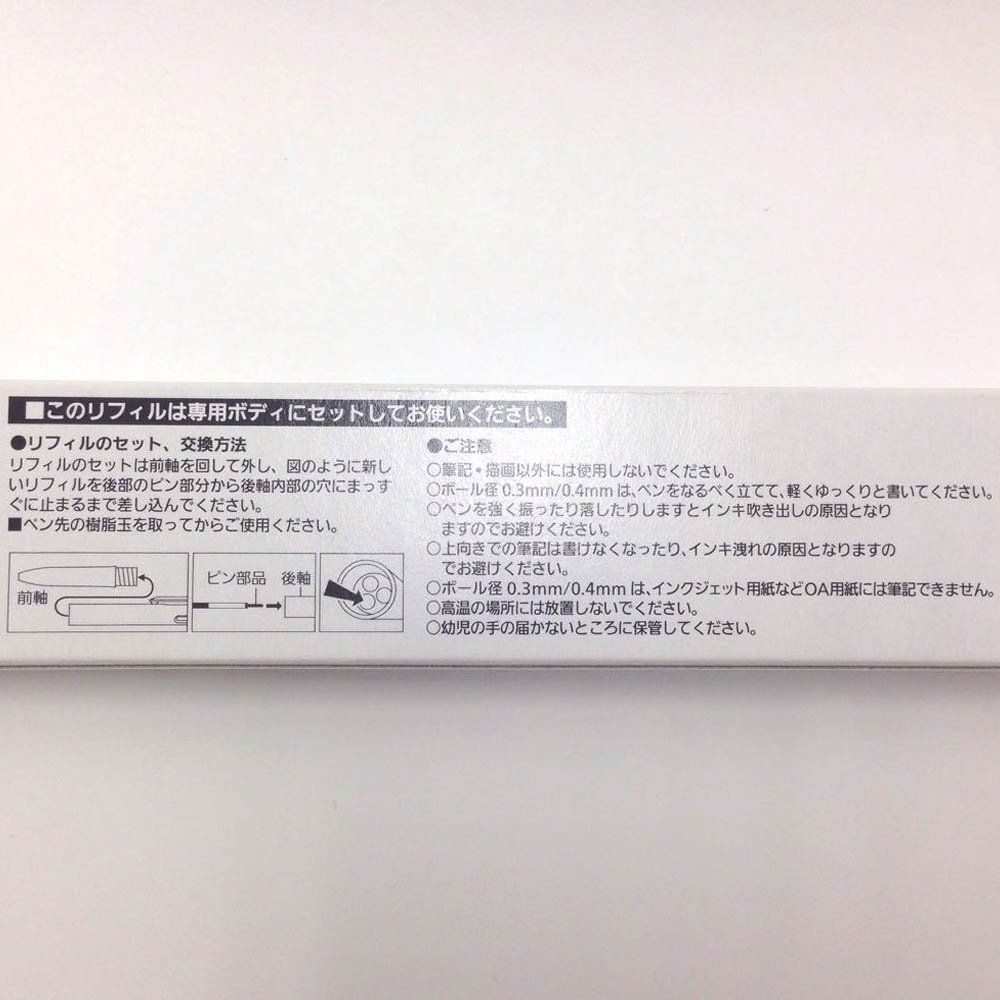 ■このリフィルは専用ボディにセットしてお使いください。
●リフィルのセット、交換方法
リフィルのセットは前軸を回して外し、図のように新し
いリフィルを後部のピン部分から後軸内部の穴にまっす
ぐに止まるまで差し込んでください。
■ペン先の樹脂玉を取ってからご使用ください。
前軸
ピン部品
後軸
●ご注意
○筆記・描画以外には使用しないでください。
○ボール径0.3mm/0.4mmは、ペンをなるべく立てて、軽くゆっくりと書いてください。
○ペンを強く振ったり落したりしますとインキ吹き出しの原因となり
ますのでお避けください。
○上向きでの筆記は書けなくなったり、インキ洩れの原因となりますの
でお避けください。
○ボール径0.3mm/0.4mmは、インクジェット用紙などOA用紙には筆記できません。
○高温の場所には放置しないでください。
○幼児の手の届かないところに保管してください。